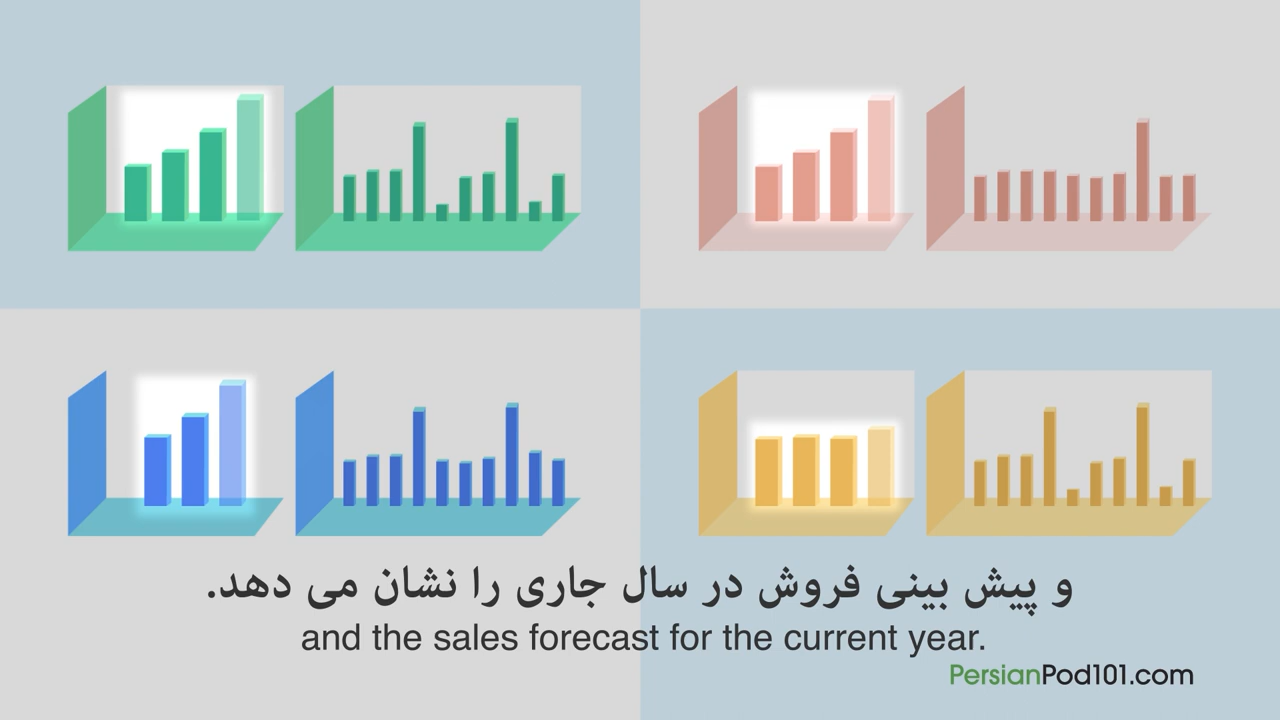 و پیش بینی فروش در سال جاری را نشان می دهد.
and the sales forecast for the current year.
PersianPod101.com